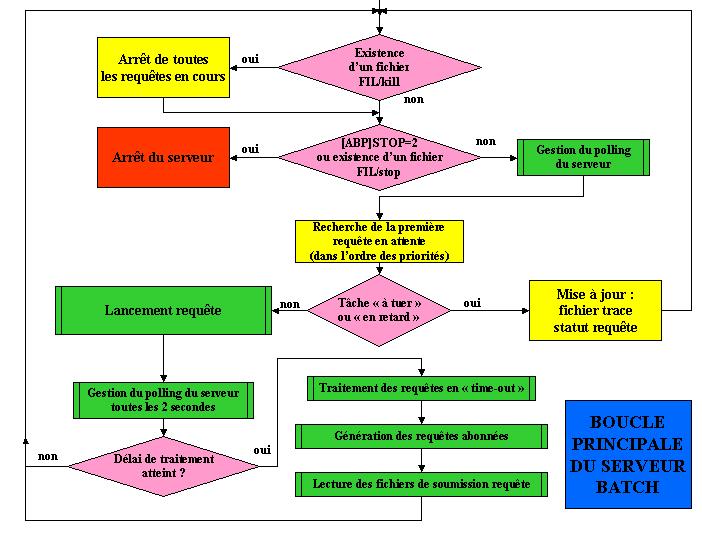 Existence
d'un fichier
FIL/kill
oui
Arrêt de toutes
les requêtes en cours
non
[ABP]STOP=2
ou existence d'un fichier
FIL/stop
oui
Arrêt du serveur
non
Gestion du polling
du serveur
Recherche de la première
requête en attente
(dans l'ordre des priorités)
Tâche « à tuer »
ou « en retard »
non
Lancement requête
oui
Mise à jour :
fichier trace
statut requête
Gestion du polling du serveur
toutes les 2 secondes
Délai de traitement
atteint ?
non
oui
Traitement des requêtes en « time-out »
Génération des requêtes abonnées
Lecture des fichiers de soumission requête
BOUCLE
PRINCIPALE
DU SERVEUR
BATCH